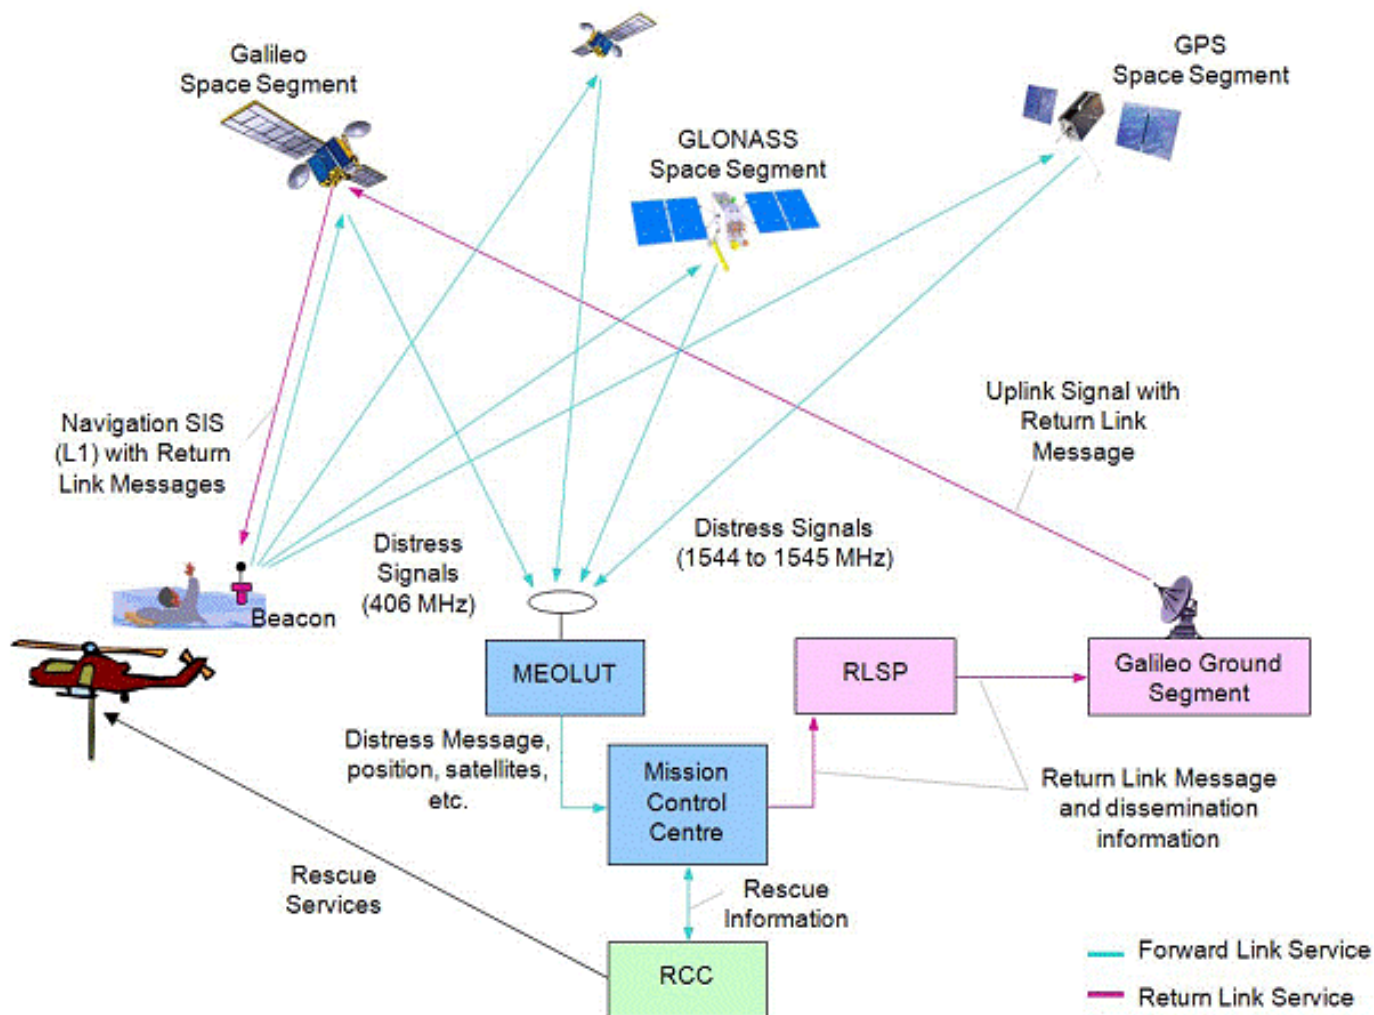 Galileo
Space Segment
GPS
Space Segment
GLONASS
Space Segment
Navigation SIS
(L1) with Return
Link Messages
Uplink Signal with
Return Link
Message
Distress
Signals
(406 MHz)
Distress Signals
(1544 to 1545 MHz)
Beacon
MEOLUT
RLSP
Galileo Ground
Segment
Distress Message,
position, satellites,
etc.
Mission
Control
Centre
Return Link Message
and dissemination
information
Rescue
Services
Rescue
Information
RCC
Forward Link Service
Return Link Service